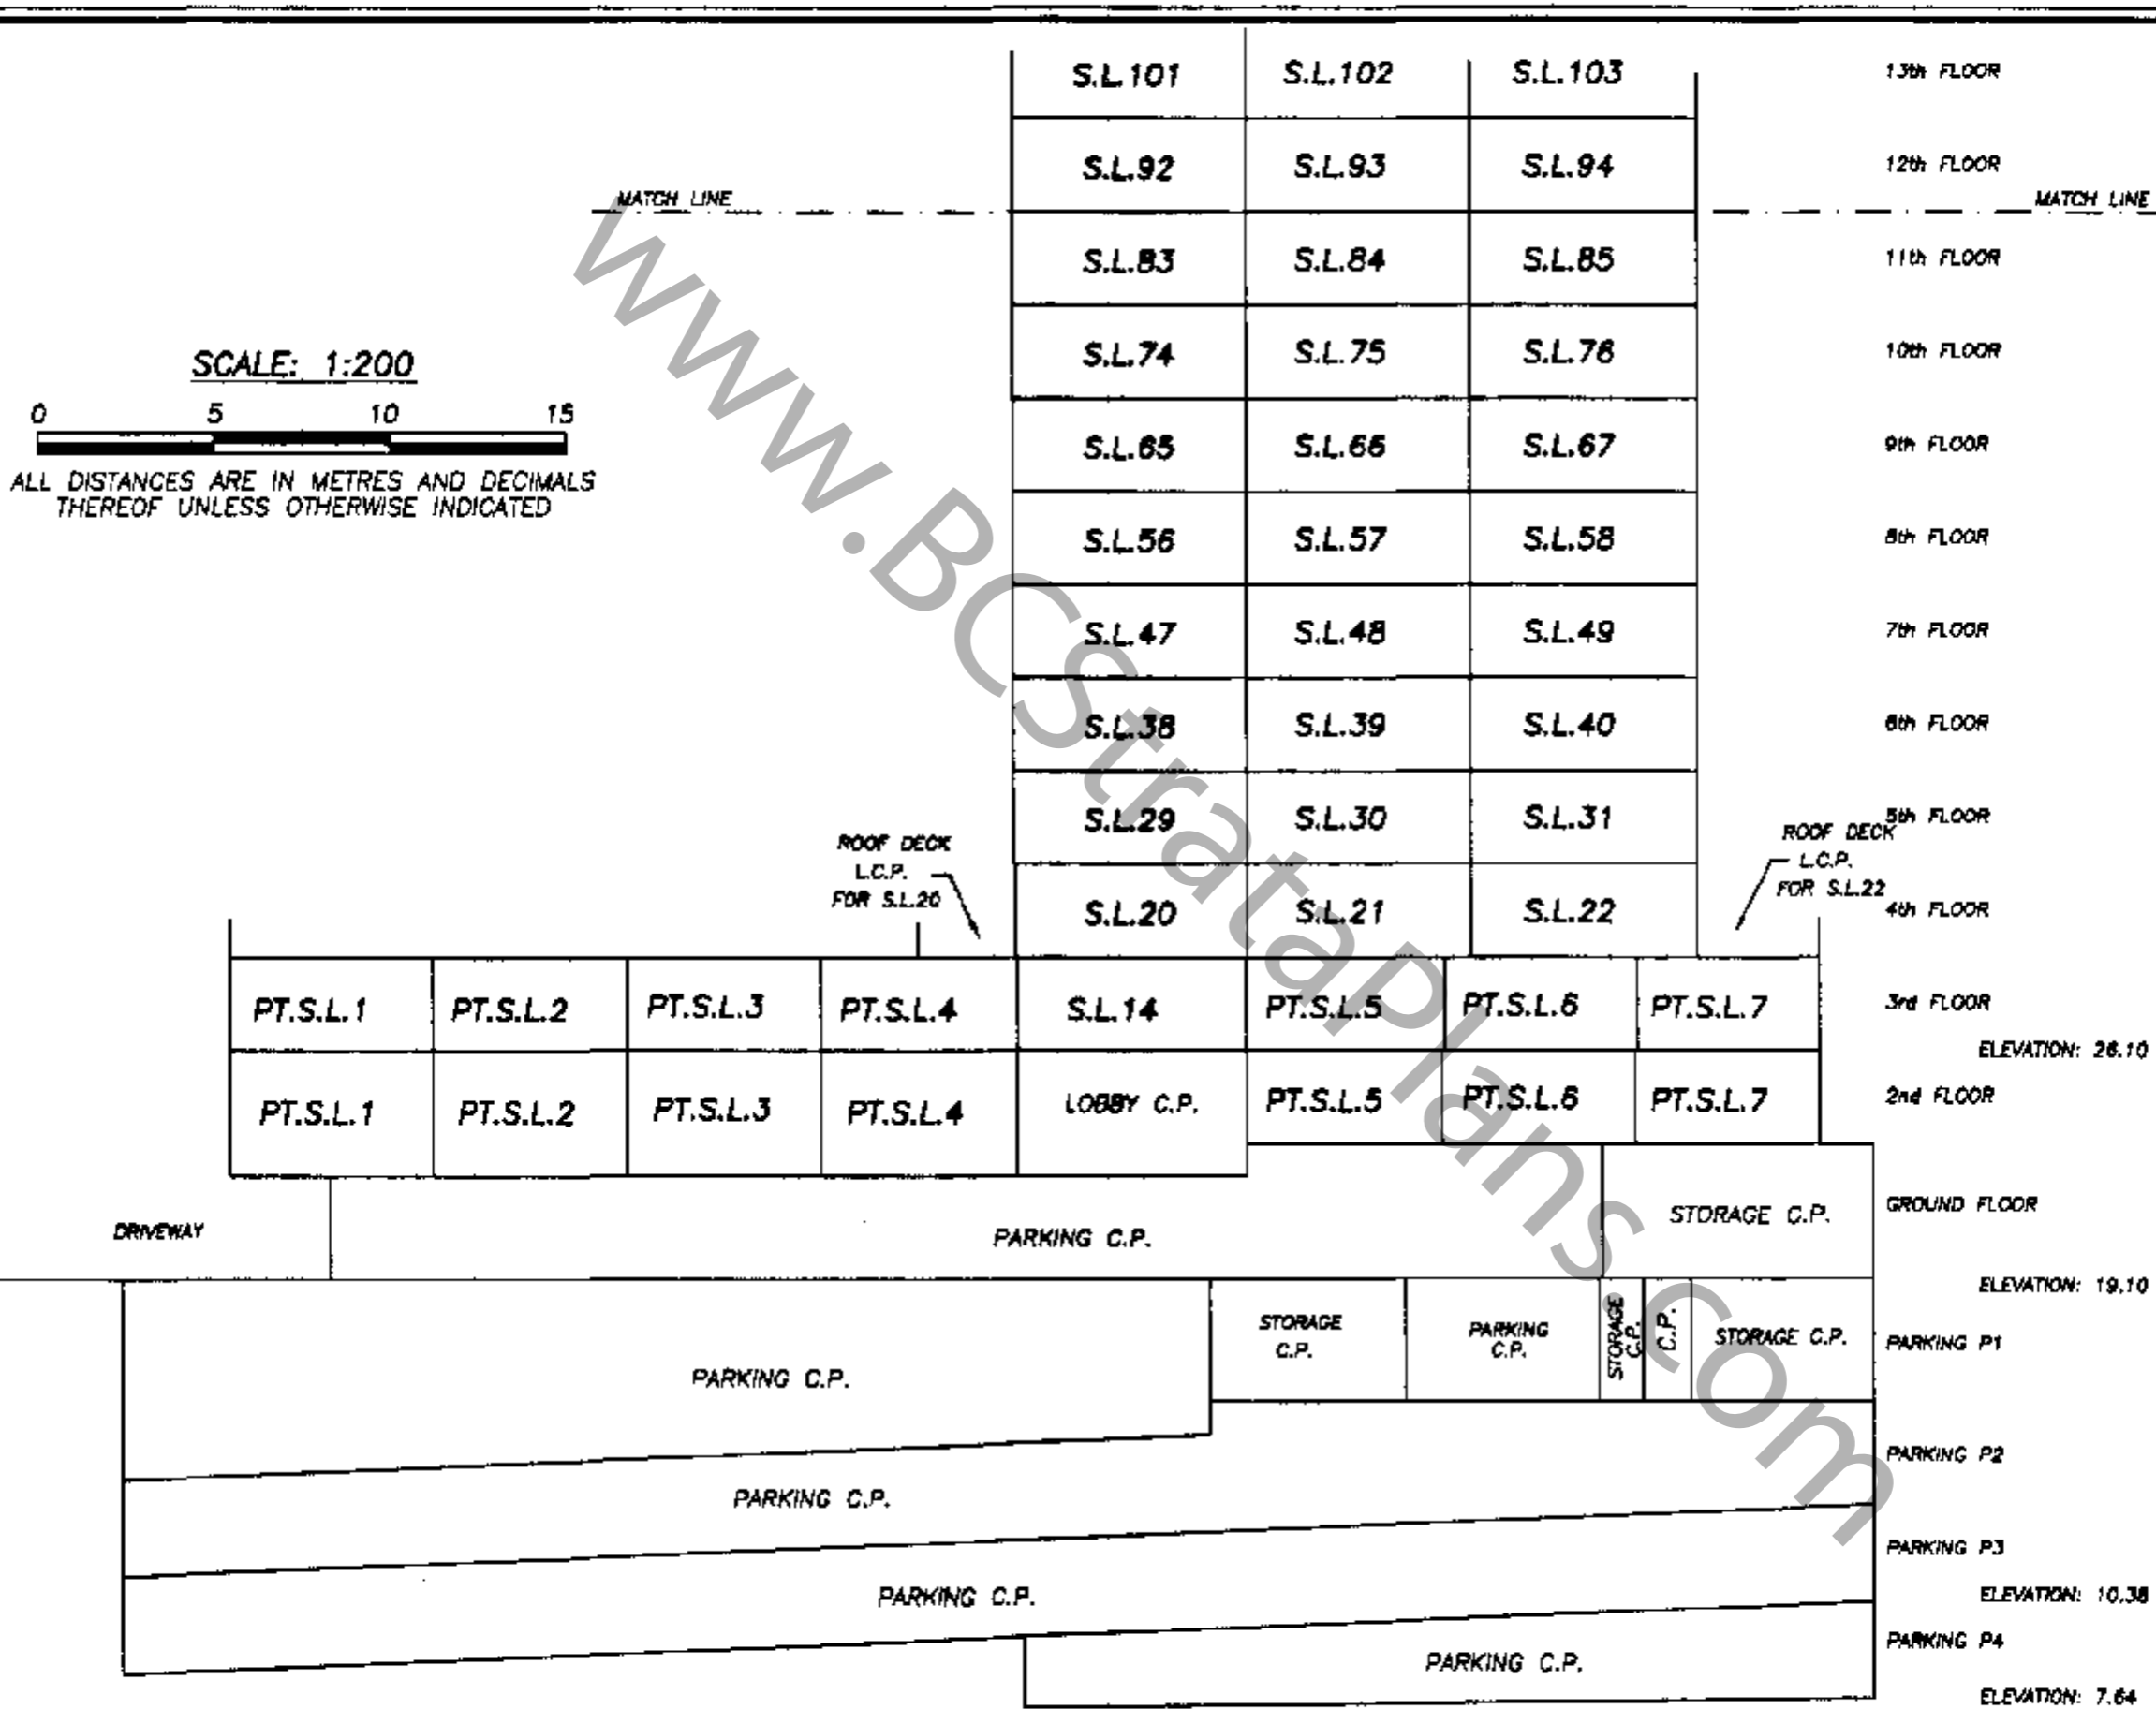 S.L.101 S.L.102 S.L.103 13th FLOOR
S.L.92 S.L.93 S.L.94 12th FLOOR
MATCH LINE MATCH LINE
S.L.83 S.L.84 S.L.85 11th FLOOR
S.L.74 S.L.75 S.L.76 10th FLOOR
SCALE: 1:200
0 5 10 15
ALL DISTANCES ARE IN METRES AND DECIMALS
THEREOF UNLESS OTHERWISE INDICATED
S.L.65 S.L.66 S.L.67 9th FLOOR
S.L.56 S.L.57 S.L.58 8th FLOOR
S.L.47 S.L.48 S.L.49 7th FLOOR
S.L.38 S.L.39 S.L.40 6th FLOOR
S.L.29 S.L.30 S.L.31 5th FLOOR
ROOF DECK
L.C.P.
FOR S.L.20
ROOF DECK
L.C.P.
FOR S.L.22
S.L.20 S.L.21 S.L.22 4th FLOOR
PT.S.L.1 PT.S.L.2 PT.S.L.3 PT.S.L.4 S.L.14 PT.S.L.5 PT.S.L.6 PT.S.L.7 3rd FLOOR
ELEVATION: 26.10
PT.S.L.1 PT.S.L.2 PT.S.L.3 PT.S.L.4 LOBBY C.P. PT.S.L.5 PT.S.L.6 PT.S.L.7 2nd FLOOR
DRIVEWAY PARKING C.P. STORAGE C.P. GROUND FLOOR
ELEVATION: 19.10
PARKING C.P.
STORAGE
C.P.
PARKING
C.P.
STORAGE
C.P.
C.P.
STORAGE C.P.
PARKING P1
PARKING C.P. PARKING P2
PARKING C.P. PARKING P3
ELEVATION: 10.38
PARKING C.P. PARKING P4
ELEVATION: 7.64
www.BCStrataPlans.com